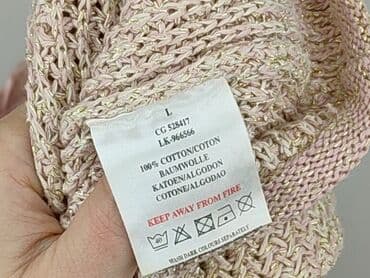 L
CG 528417
LK-966566
100% COTTON/COTON
BAUMWOLLE
KATOEN/ALGODON
COTONE/ALGODAO
KEEP AWAY FROM FIRE
40
WASH DARK COLOURS SEPARATELY